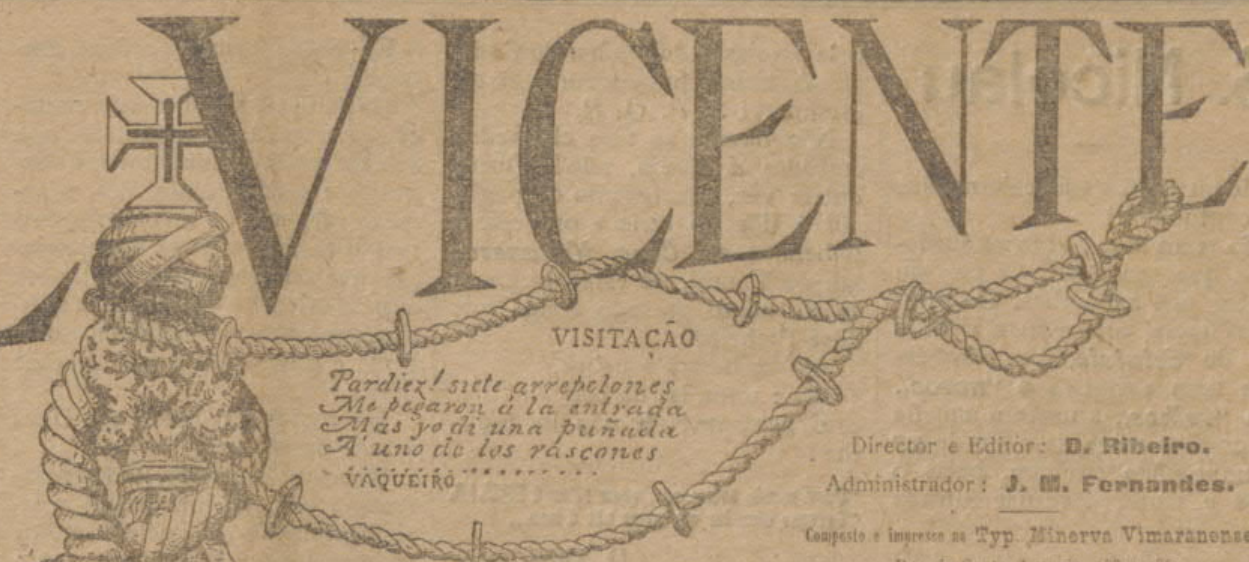 VICENTE
VISITAÇÃO
Pardiez! siete arrepelones
Me pegaron á la entrada
Mas yo di una puñada
A' uno de los rascones
VAQUEIRO
Director e Editor: D. Ribeiro.
Administrador: J. M. Fernandes.
Composto e impresso na Typ. Minerva Vimaranense